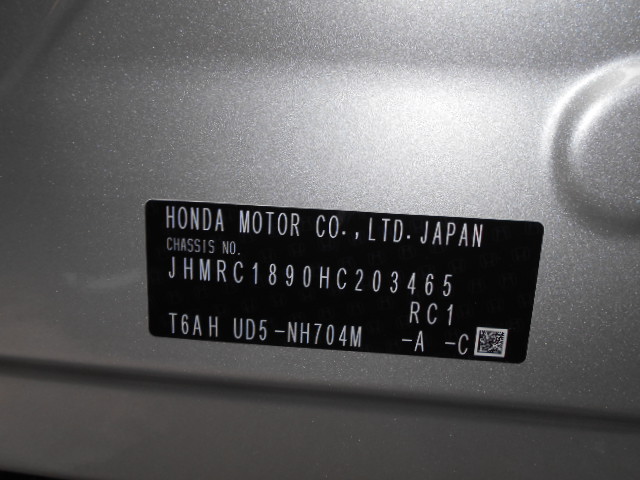 HONDA MOTOR CO.,LTD.JAPAN
CHASSIS NO.
JHMRC1890HC203465
RC1
T6AH UD5-NH704M -A -C